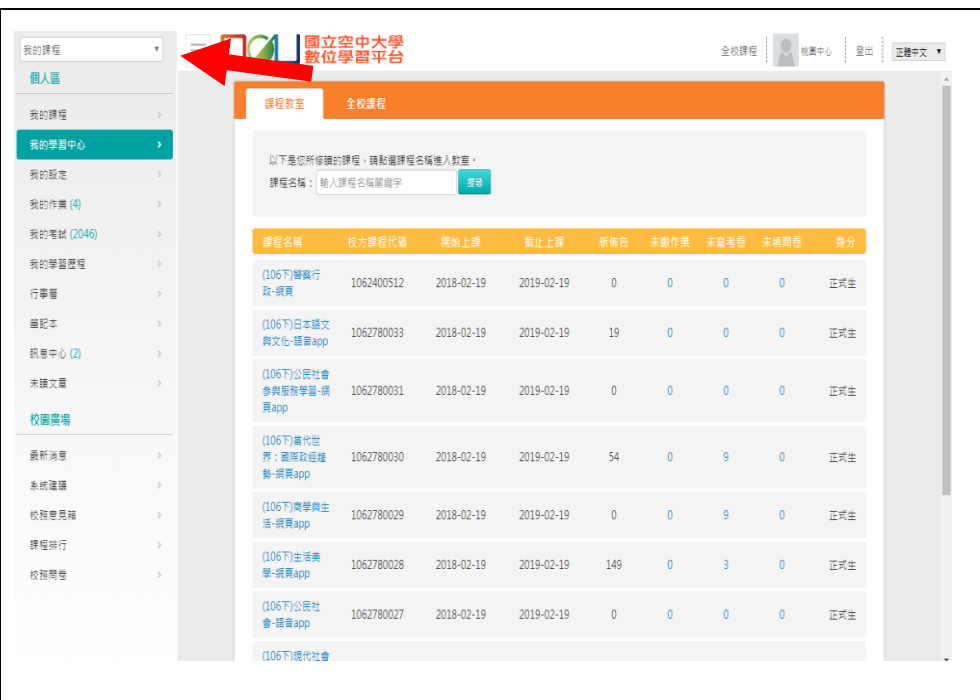 我的課程
國立空中大學
數位學習平台
全校課程
桃園中心
登出
正體中文
個人區
我的課程
我的學習中心
我的設定
我的作業 (4)
我的考試 (2046)
我的學習歷程
行事曆
筆記本
訊息中心 (2)
未讀文章
校園廣場
最新消息
系統建議
校務意見箱
課程排行
校務問卷
課程教室 全校課程
以下是您所修讀的課程，請點選課程名稱進入教室。
課程名稱： 輸入課程名稱關鍵字 搜尋
課程名稱 校方課程代碼 開始上課 截止上課 新佈告 未繳作業 未寫考卷 未填問卷 身分
(106下)醫務行
政-網頁 1062400512 2018-02-19 2019-02-19 0 0 0 0 正式生
(106下)日本語文
與文化-語音app 1062780033 2018-02-19 2019-02-19 19 0 0 0 正式生
(106下)公民社會
參與服務學習-網
頁app 1062780031 2018-02-19 2019-02-19 0 0 0 0 正式生
(106下)當代世
界：國際政經趨
勢-網頁app 1062780030 2018-02-19 2019-02-19 54 0 9 0 正式生
(106下)商學與生
活-網頁app 1062780029 2018-02-19 2019-02-19 0 0 9 0 正式生
(106下)生活美
學-網頁app 1062780028 2018-02-19 2019-02-19 149 0 3 0 正式生
(106下)公民社
會-語音app 1062780027 2018-02-19 2019-02-19 0 0 0 0 正式生
(106下)現代社會